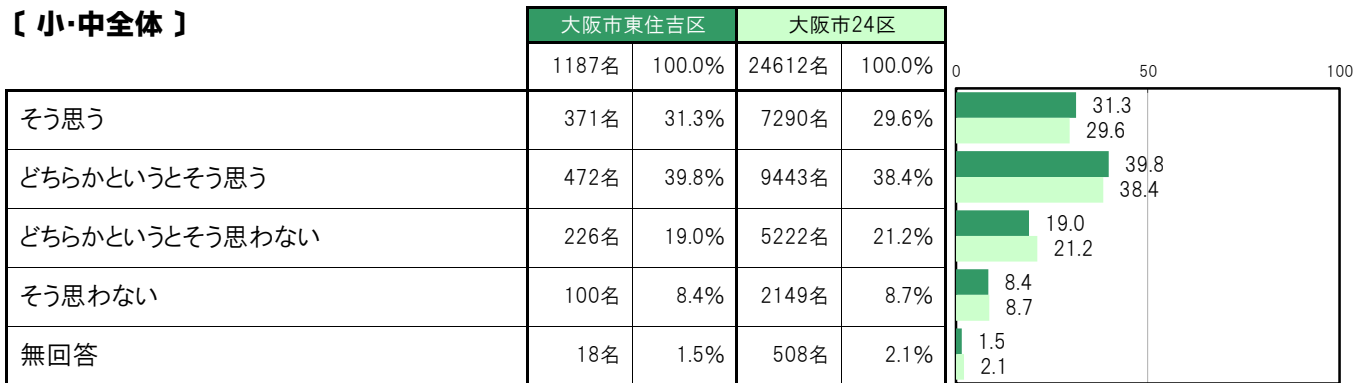 〔 小・中全体 〕
大阪市東住吉区 大阪市24区
1187名 100.0% 24612名 100.0%
0 50 100
そう思う 371名 31.3% 7290名 29.6%
31.3
29.6
どちらかというとそう思う 472名 39.8% 9443名 38.4%
39.8
38.4
どちらかというとそう思わない 226名 19.0% 5222名 21.2%
19.0
21.2
そう思わない 100名 8.4% 2149名 8.7%
8.4
8.7
無回答 18名 1.5% 508名 2.1%
1.5
2.1